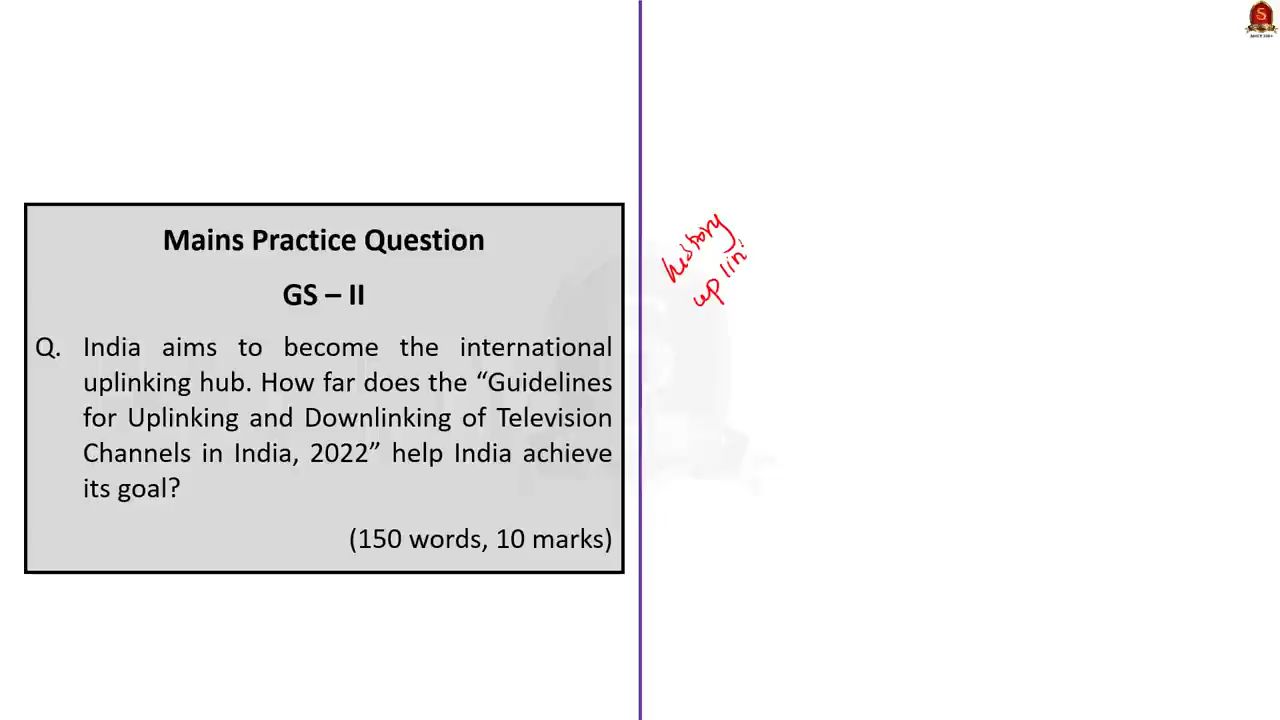 Mains Practice Question
GS – II
Q. India aims to become the international
uplinking hub. How far does the “Guidelines
for Uplinking and Downlinking of Television
Channels in India, 2022” help India achieve
its goal?
(150 words, 10 marks)
history
up lin
S